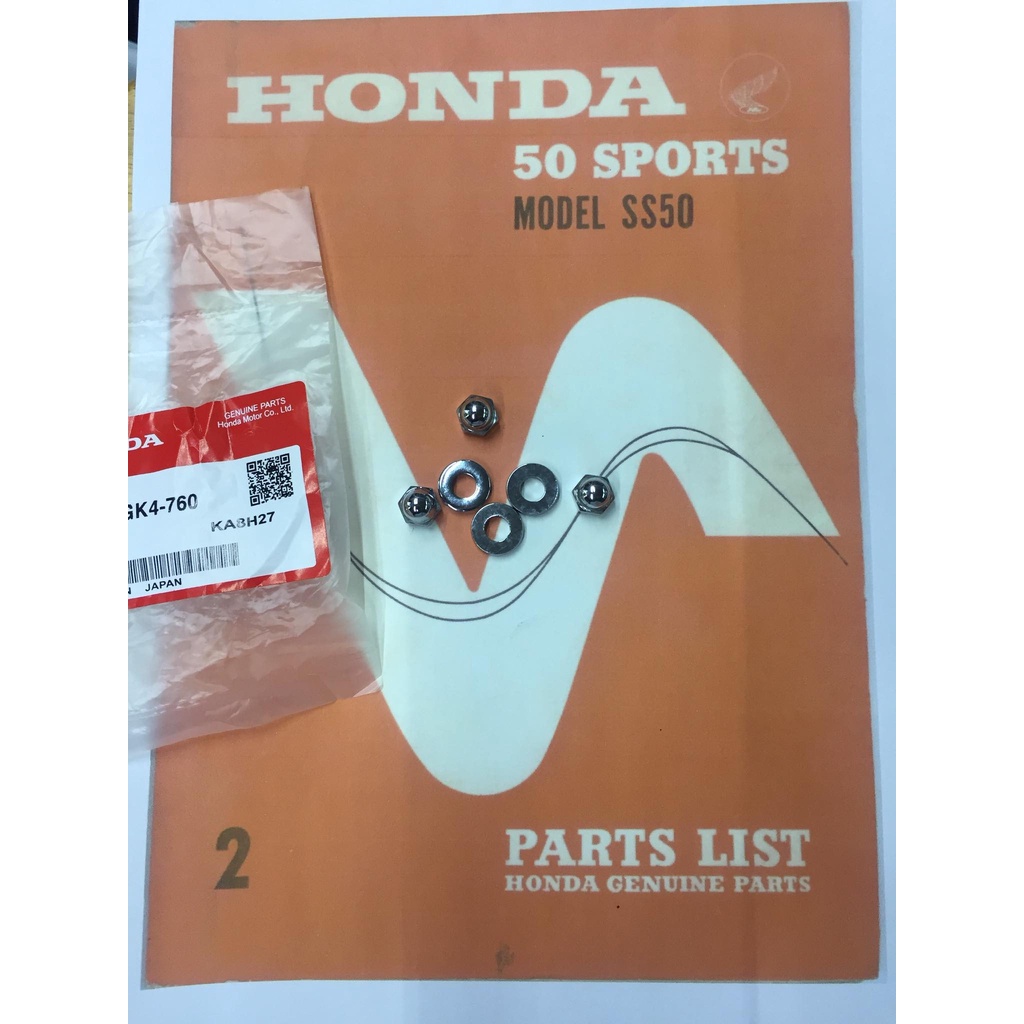 HONDA
50 SPORTS
MODEL SS50
GENUINE PARTS
Honda Motor Co., Ltd.
DA
GK4-760
KA8H27
N JAPAN
2
PARTS LIST
HONDA GENUINE PARTS